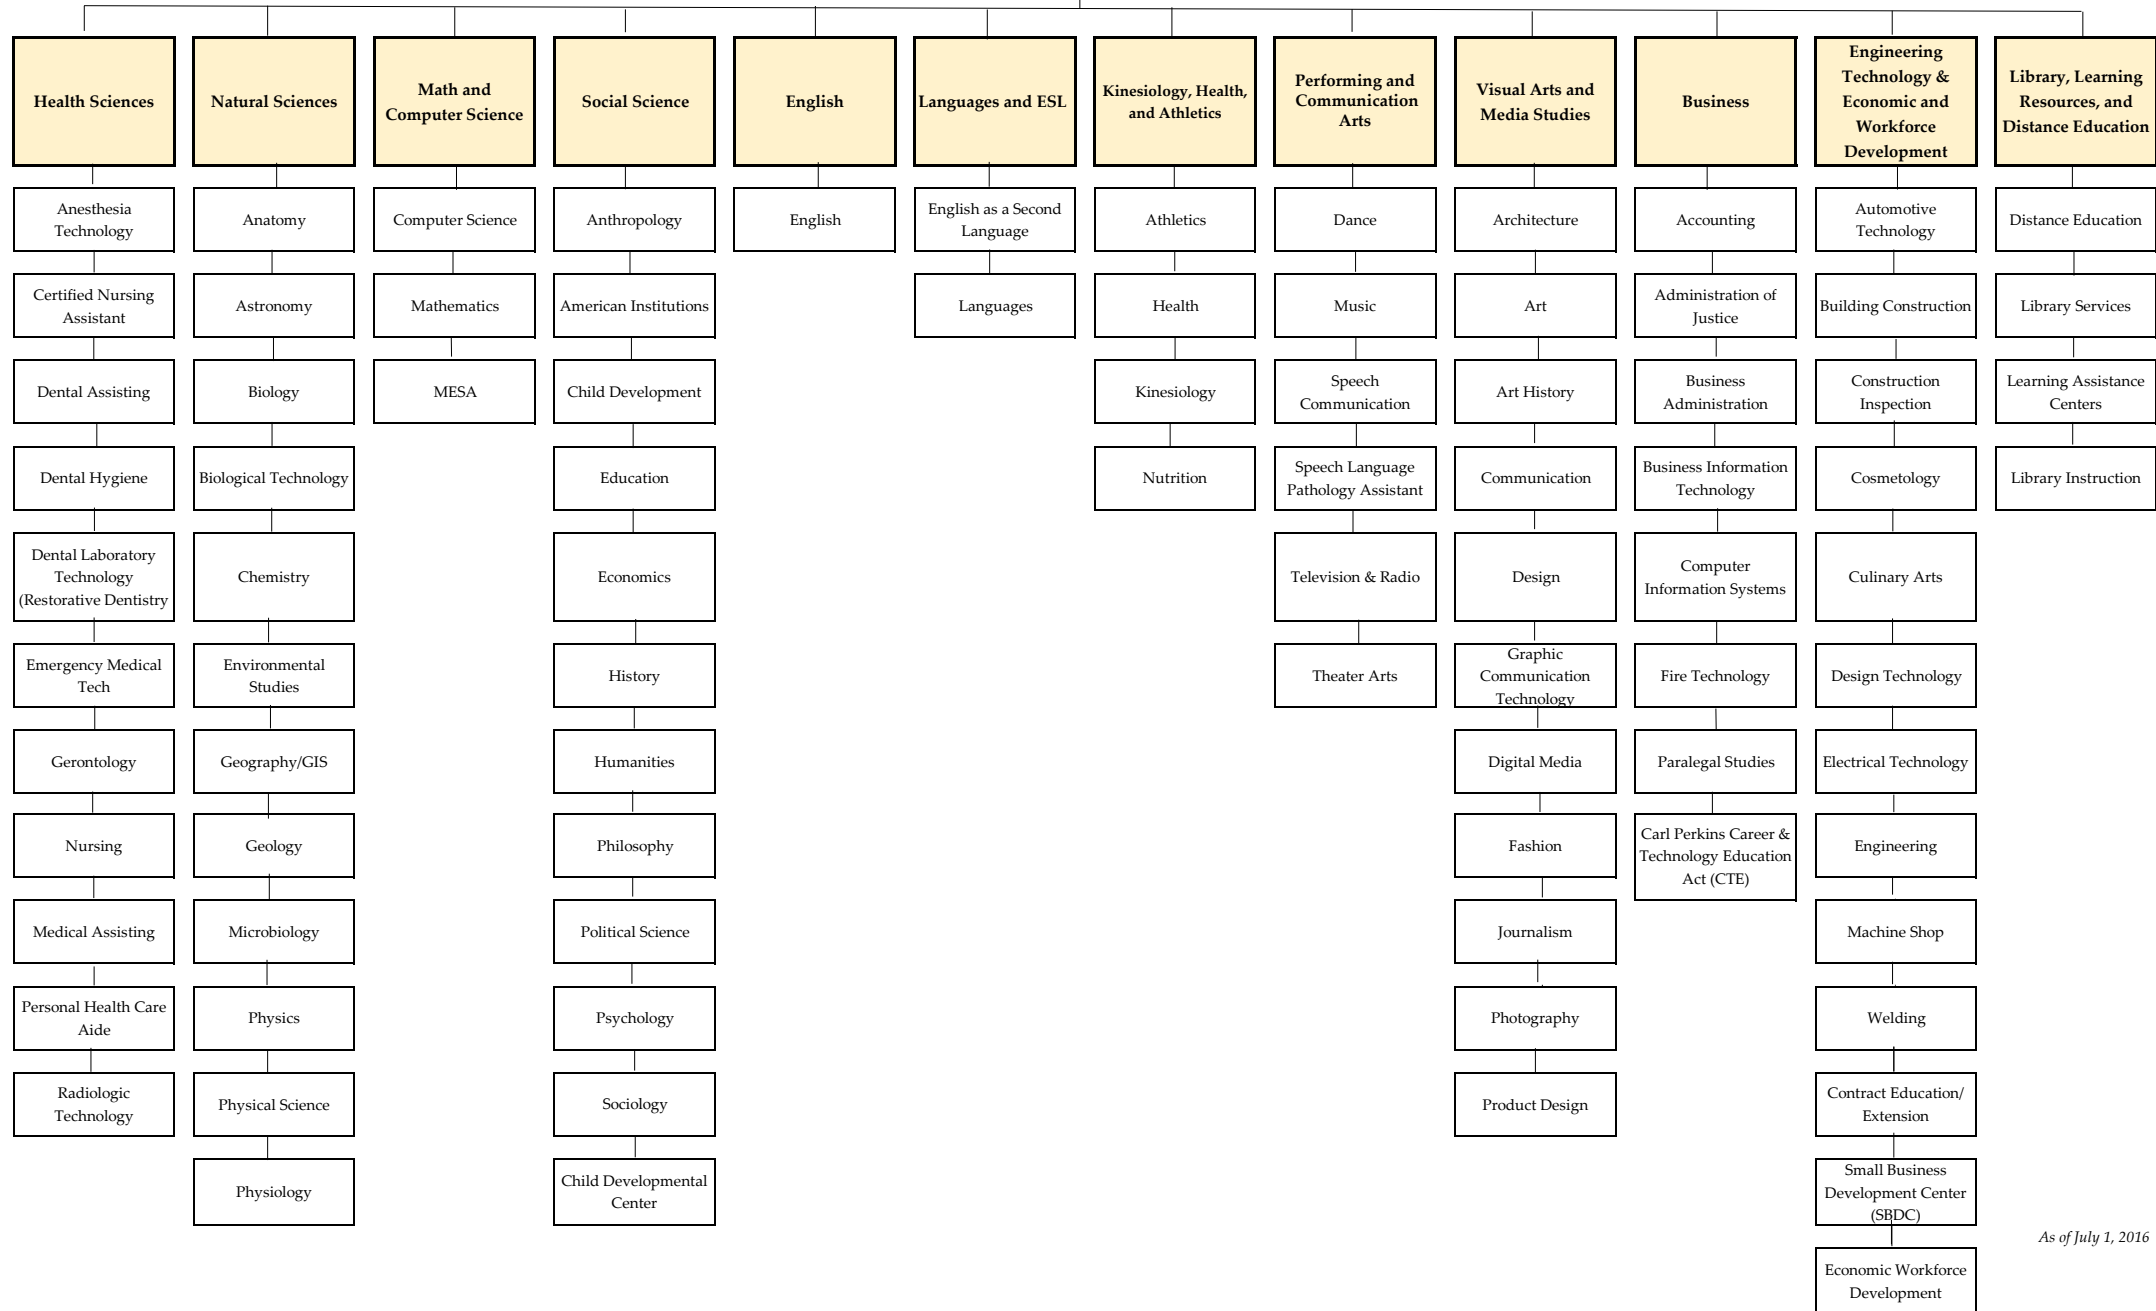 Health Sciences
Anesthesia
Technology
Certified Nursing
Assistant
Dental Assisting
Dental Hygiene
Dental Laboratory
Technology
(Restorative Dentistry
Emergency Medical
Tech
Gerontology
Nursing
Medical Assisting
Personal Health Care
Aide
Radiologic
Technology
Natural Sciences
Anatomy
Astronomy
Biology
Biological Technology
Chemistry
Environmental
Studies
Geography/GIS
Geology
Microbiology
Physics
Physical Science
Physiology
Math and
Computer Science
Computer Science
Mathematics
MESA
Social Science
Anthropology
American Institutions
Child Development
Education
Economics
History
Humanities
Philosophy
Political Science
Psychology
Sociology
Child Developmental
Center
English
English
Languages and ESL
English as a Second
Language
Languages
Kinesiology, Health,
and Athletics
Athletics
Health
Kinesiology
Nutrition
Performing and
Communication
Arts
Dance
Music
Speech
Communication
Speech Language
Pathology Assistant
Television & Radio
Theater Arts
Visual Arts and
Media Studies
Architecture
Art
Art History
Communication
Design
Graphic
Communication
Technology
Digital Media
Fashion
Journalism
Photography
Product Design
Business
Accounting
Administration of
Justice
Business
Administration
Business Information
Technology
Computer
Information Systems
Fire Technology
Paralegal Studies
Carl Perkins Career &
Technology Education
Act (CTE)
Engineering
Technology &
Economic and
Workforce
Development
Automotive
Technology
Building Construction
Construction
Inspection
Cosmetology
Culinary Arts
Design Technology
Electrical Technology
Engineering
Machine Shop
Welding
Contract Education/
Extension
Small Business
Development Center
(SBDC)
Economic Workforce
Development
Library, Learning
Resources, and
Distance Education
Distance Education
Library Services
Learning Assistance
Centers
Library Instruction
As of July 1, 2016